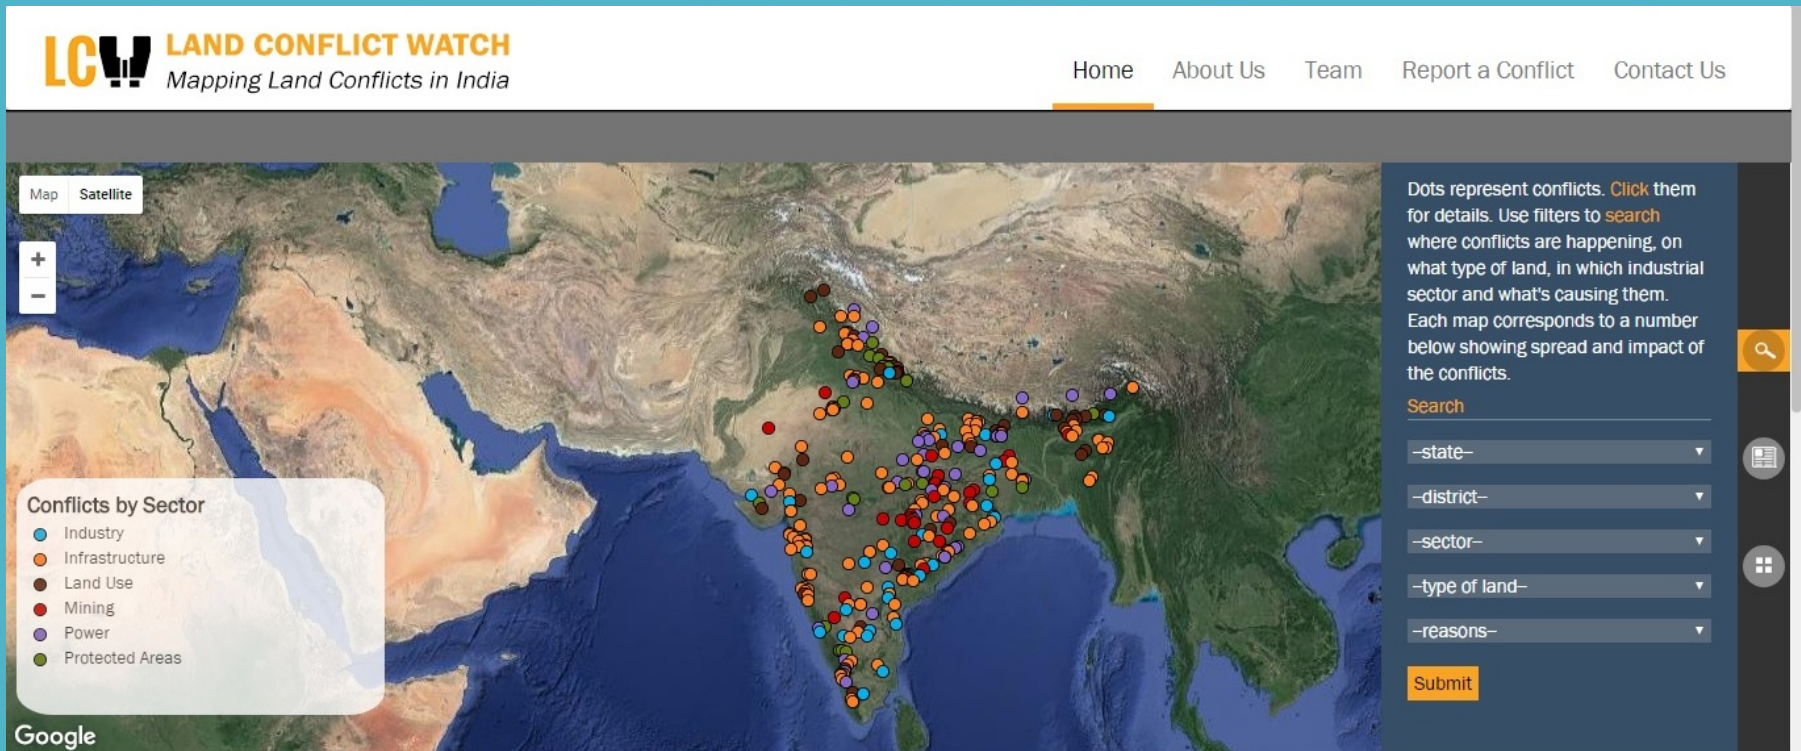 LCW LAND CONFLICT WATCH
Mapping Land Conflicts in India
Home About Us Team Report a Conflict Contact Us
Map Satellite
+
−
Conflicts by Sector
Industry
Infrastructure
Land Use
Mining
Power
Protected Areas
Google
Dots represent conflicts. Click them
for details. Use filters to search
where conflicts are happening, on
what type of land, in which industrial
sector and what's causing them.
Each map corresponds to a number
below showing spread and impact of
the conflicts.
Search
–state–
–district–
–sector–
–type of land–
–reasons–
Submit